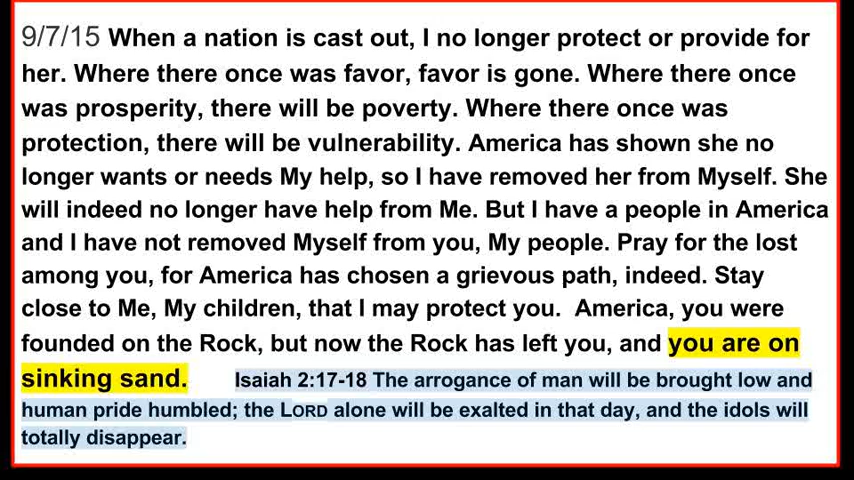 9/7/15 When a nation is cast out, I no longer protect or provide for
her. Where there once was favor, favor is gone. Where there once
was prosperity, there will be poverty. Where there once was
protection, there will be vulnerability. America has shown she no
longer wants or needs My help, so I have removed her from Myself. She
will indeed no longer have help from Me. But I have a people in America
and I have not removed Myself from you, My people. Pray for the lost
among you, for America has chosen a grievous path, indeed. Stay
close to Me, My children, that I may protect you. America, you were
founded on the Rock, but now the Rock has left you, and you are on
sinking sand. Isaiah 2:17-18 The arrogance of man will be brought low and
human pride humbled; the LORD alone will be exalted in that day, and the idols will
totally disappear.